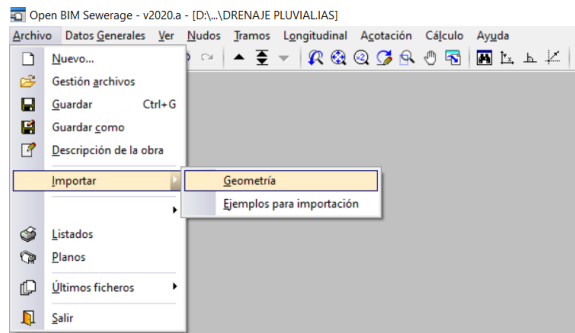 Open BIM Sewerage - v2020.a - [D:\...\DRENAJE PLUVIAL.IAS]
Archivo Datos Generales Ver Nudos Tramos Longitudinal Acotación Cálculo Ayuda
Nuevo...
Gestión archivos
Guardar Ctrl+G
Guardar como
Descripción de la obra
Importar Geometría
Ejemplos para importación
Listados
Planos
Últimos ficheros
Salir